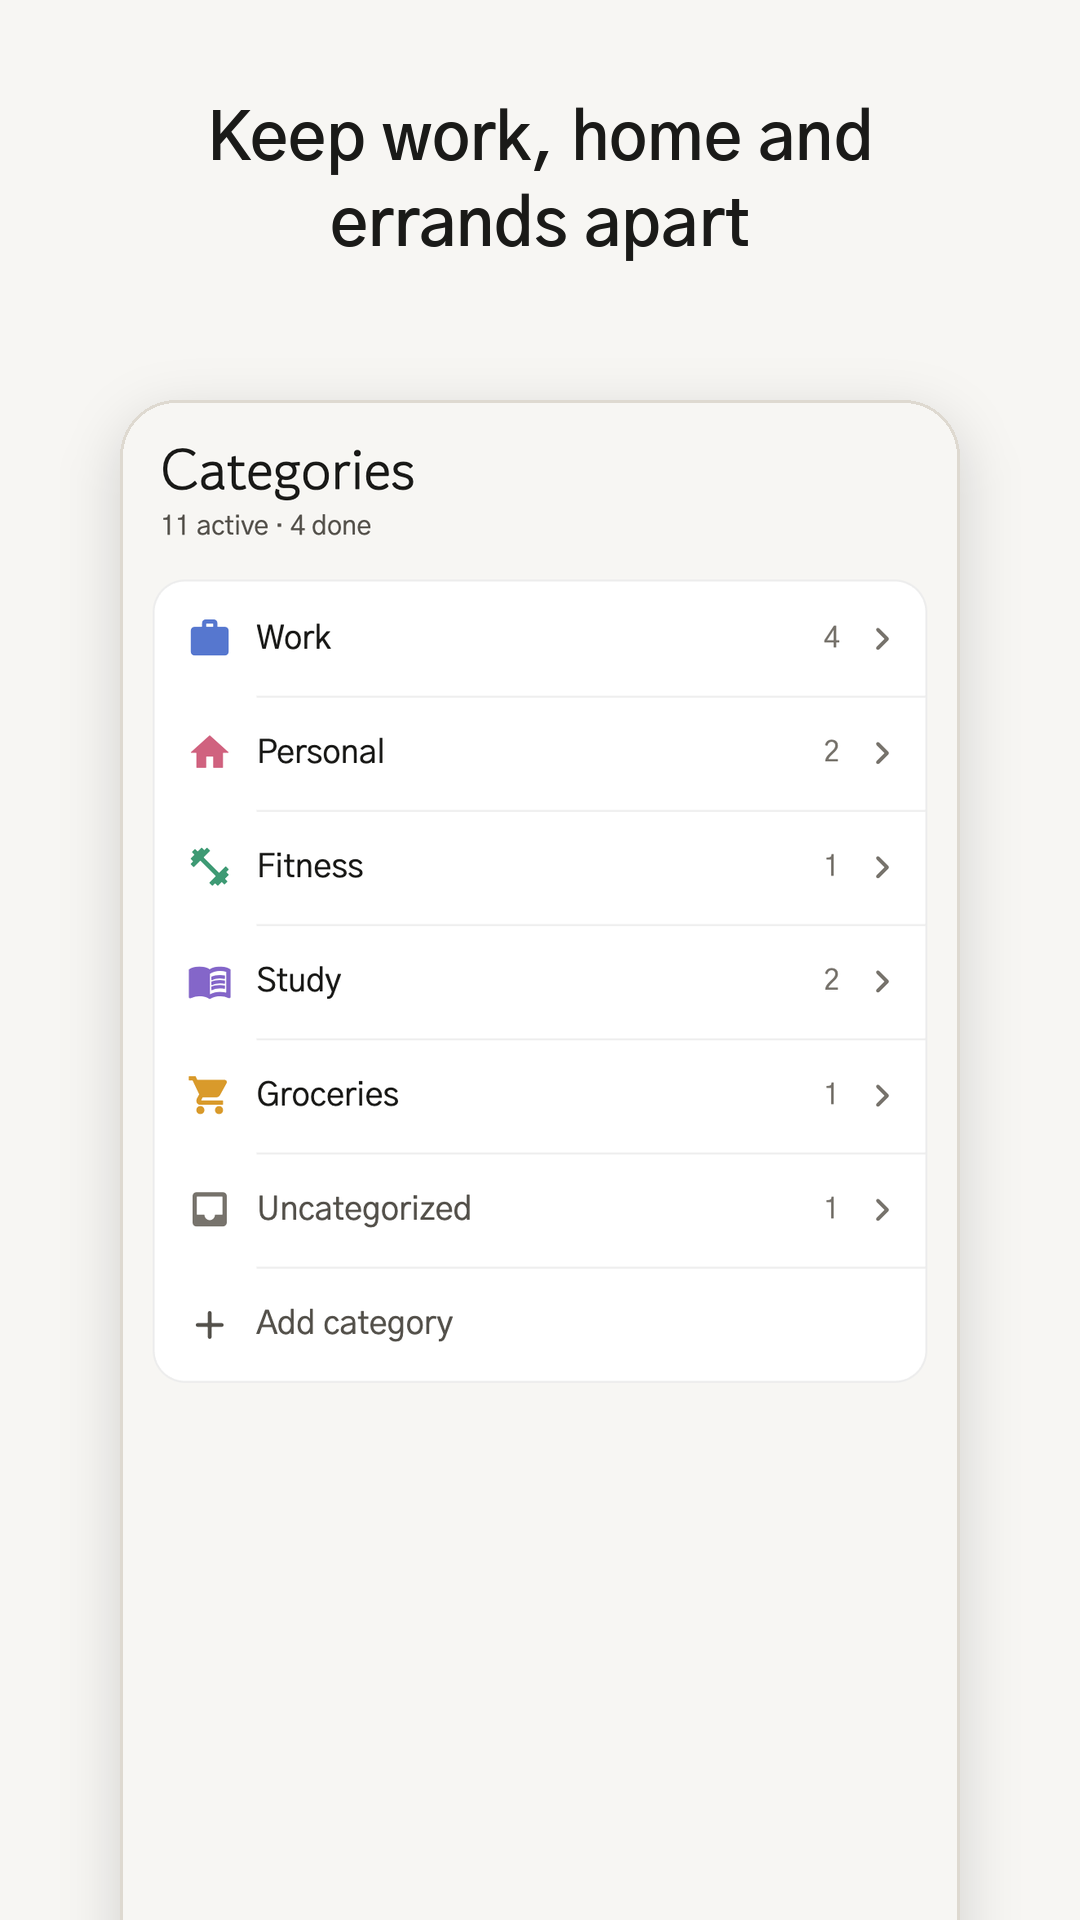 Keep work, home and
errands apart
Categories
11 active · 4 done
Work 4
Personal 2
Fitness 1
Study 2
Groceries 1
Uncategorized 1
Add category